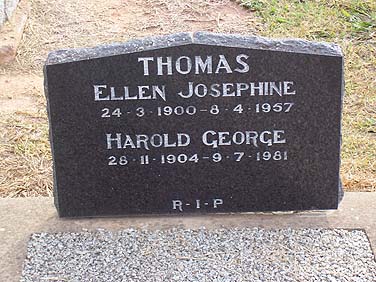 THOMAS
ELLEN JOSEPHINE
24·3·1900-8·4·1957
HAROLD GEORGE
28·11·1904-9·7·1981
R-I-P